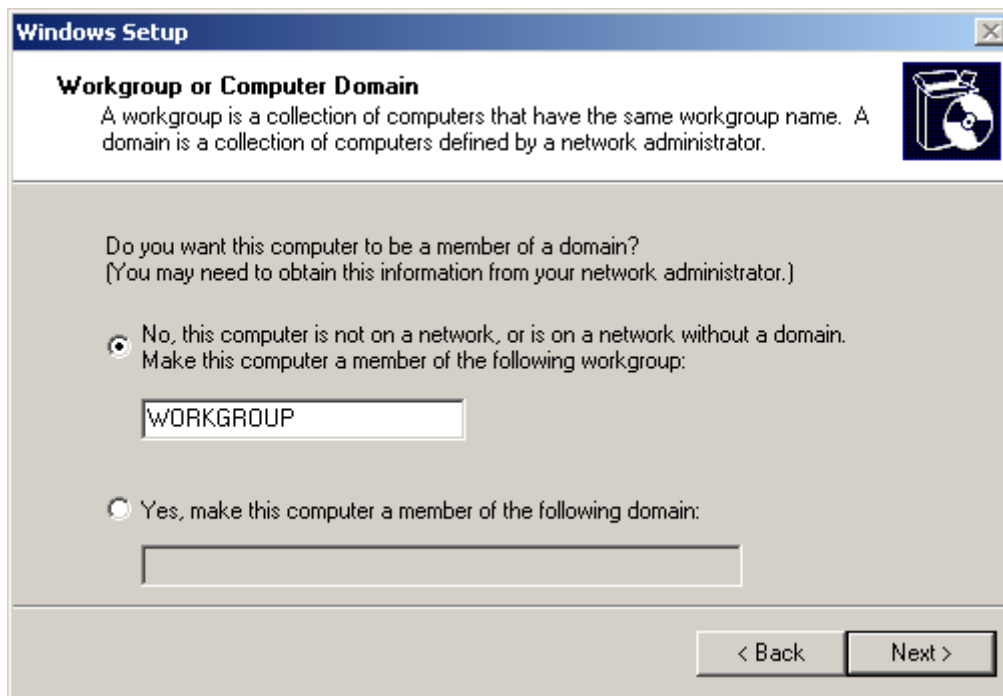 Windows Setup
Workgroup or Computer Domain
A workgroup is a collection of computers that have the same workgroup name. A
domain is a collection of computers defined by a network administrator.
Do you want this computer to be a member of a domain?
(You may need to obtain this information from your network administrator.)
No, this computer is not on a network, or is on a network without a domain.
Make this computer a member of the following workgroup:
WORKGROUP
Yes, make this computer a member of the following domain:
< Back
Next >